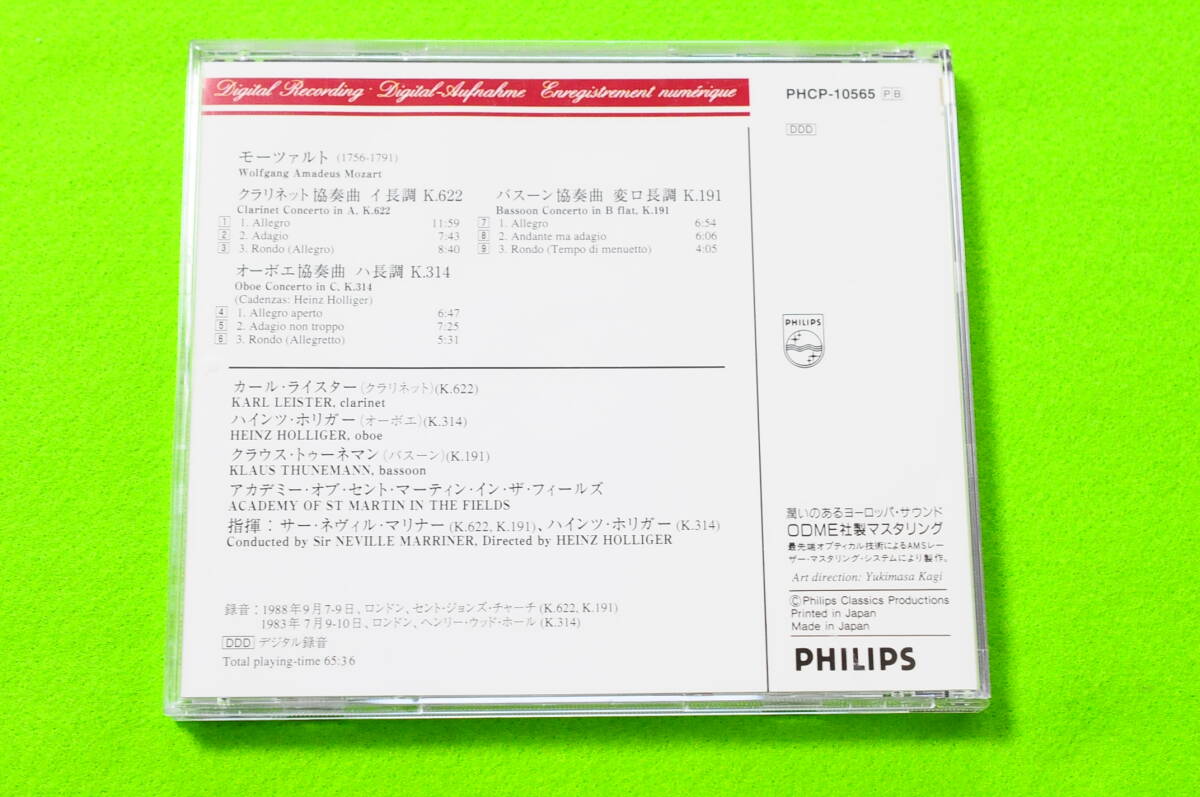 Digital Recording · Digital-Aufnahme Enregistrement numérique
モーツァルト (1756-1791)
Wolfgang Amadeus Mozart
クラリネット協奏曲 イ長調 K.622
Clarinet Concerto in A, K.622
1 1. Allegro 11:59
2 2. Adagio 7:43
3 3. Rondo (Allegro) 8:40
オーボエ協奏曲 ハ長調 K.314
Oboe Concerto in C, K.314
(Cadenzas: Heinz Holliger)
4 1. Allegro aperto 6:47
5 2. Adagio non troppo 7:25
6 3. Rondo (Allegretto) 5:31
バスーン協奏曲 変ロ長調 K.191
Bassoon Concerto in B flat, K.191
7 1. Allegro 6:54
8 2. Andante ma adagio 6:06
9 3. Rondo (Tempo di menuetto) 4:05
カール・ライスター(クラリネット)(K.622)
KARL LEISTER, clarinet
ハインツ・ホリガー(オーボエ)(K.314)
HEINZ HOLLIGER, oboe
クラウス・トゥーネマン(バスーン)(K.191)
KLAUS THUNEMANN, bassoon
アカデミー・オブ・セント・マーティン・イン・ザ・フィールズ
ACADEMY OF ST MARTIN IN THE FIELDS
指揮：サー・ネヴィル・マリナー(K.622, K.191)、ハインツ・ホリガー(K.314)
Conducted by Sir NEVILLE MARRINER, Directed by HEINZ HOLLIGER
録音：1988年9月7-9日、ロンドン、セント・ジョンズ・チャーチ(K.622, K.191)
1983年7月9-10日、ロンドン、ヘンリー・ウッド・ホール(K.314)
DDD デジタル録音
Total playing-time 65:36
PHCP-10565 P.B
DDD
PHILIPS
潤いのあるヨーロッパ・サウンド
ODME社製マスタリング
最先端オプティカル技術によるAMSレー
ザー・マスタリング・システムにより製作。
Art direction: Yukimasa Kagi
©Philips Classics Productions
Printed in Japan
Made in Japan
PHILIPS